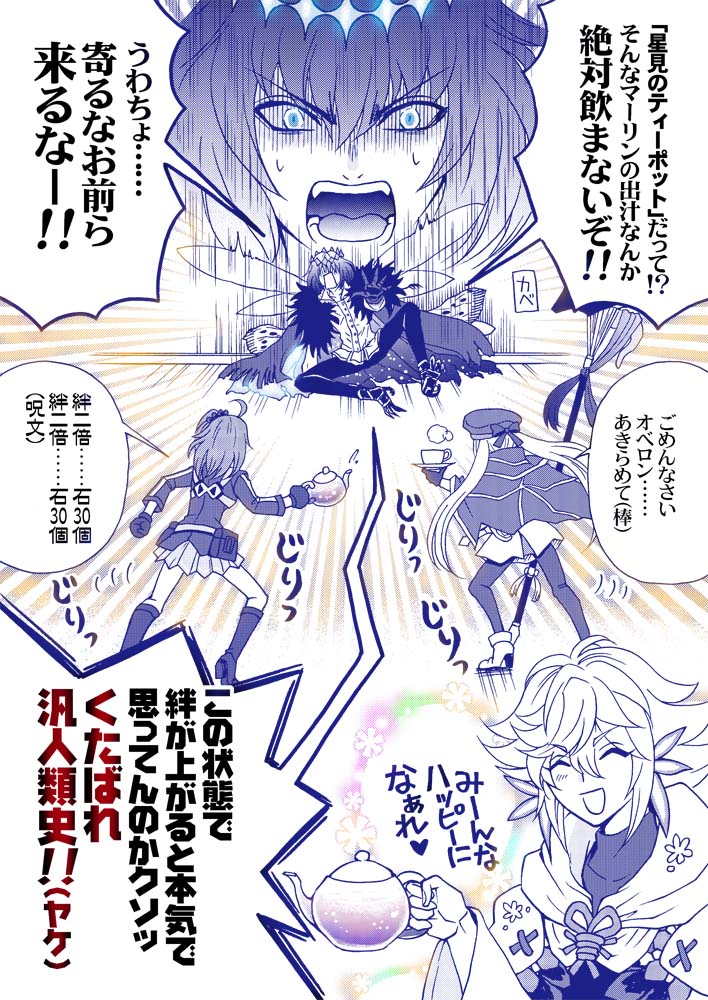 「星見のティーポット」だって!?
そんなマーリンの出汁なんか
絶対飲まないぞ!!
うわちょ……
寄るなお前ら
来るなー!!
カベ
ごめんなさい
オベロン……
あきらめて(棒)
絆二倍……石30個
絆二倍……石30個
(呪文)
じりっ
じりっ
じりっ
じりっ
みーんな
ハッピーに
なぁれ♥
この状態で
絆が上がると本気で
思ってんのかクソッ
くたばれ
汎人類史!!(ヤケ)